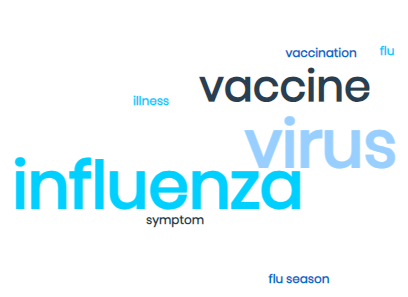 vaccination
flu
vaccine
illness
virus
influenza
symptom
flu season